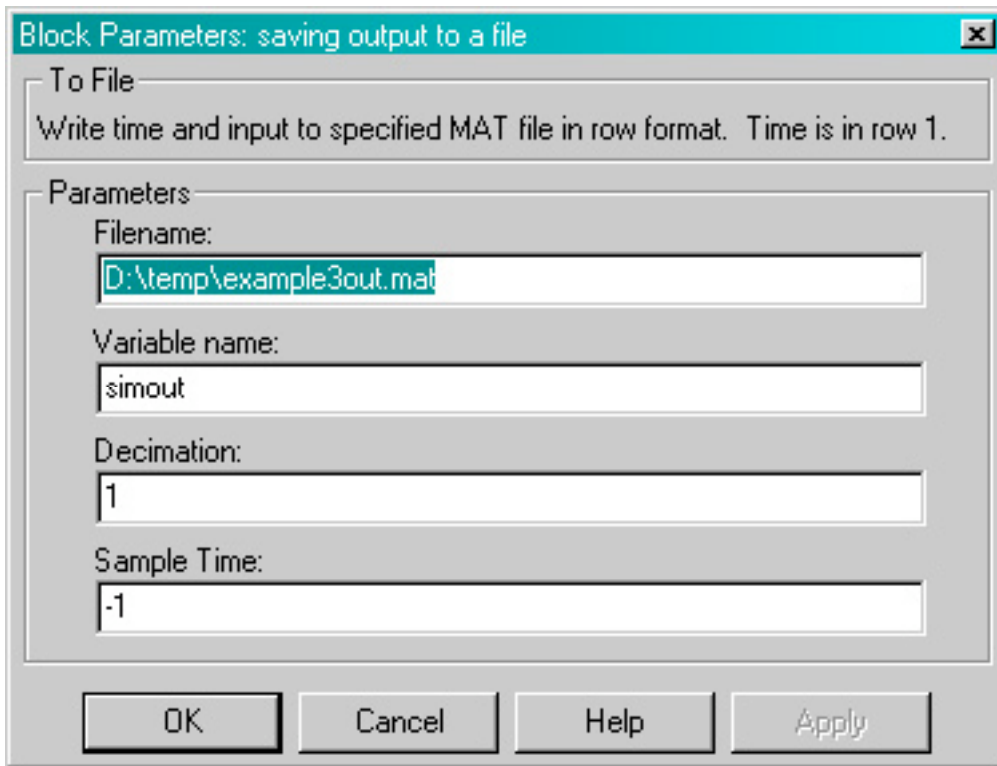 Block Parameters: saving output to a file
To File
Write time and input to specified MAT file in row format.  Time is in row 1.
Parameters
Filename:
D:\temp\example3out.mat
Variable name:
simout
Decimation:
1
Sample Time:
-1
OK Cancel Help Apply